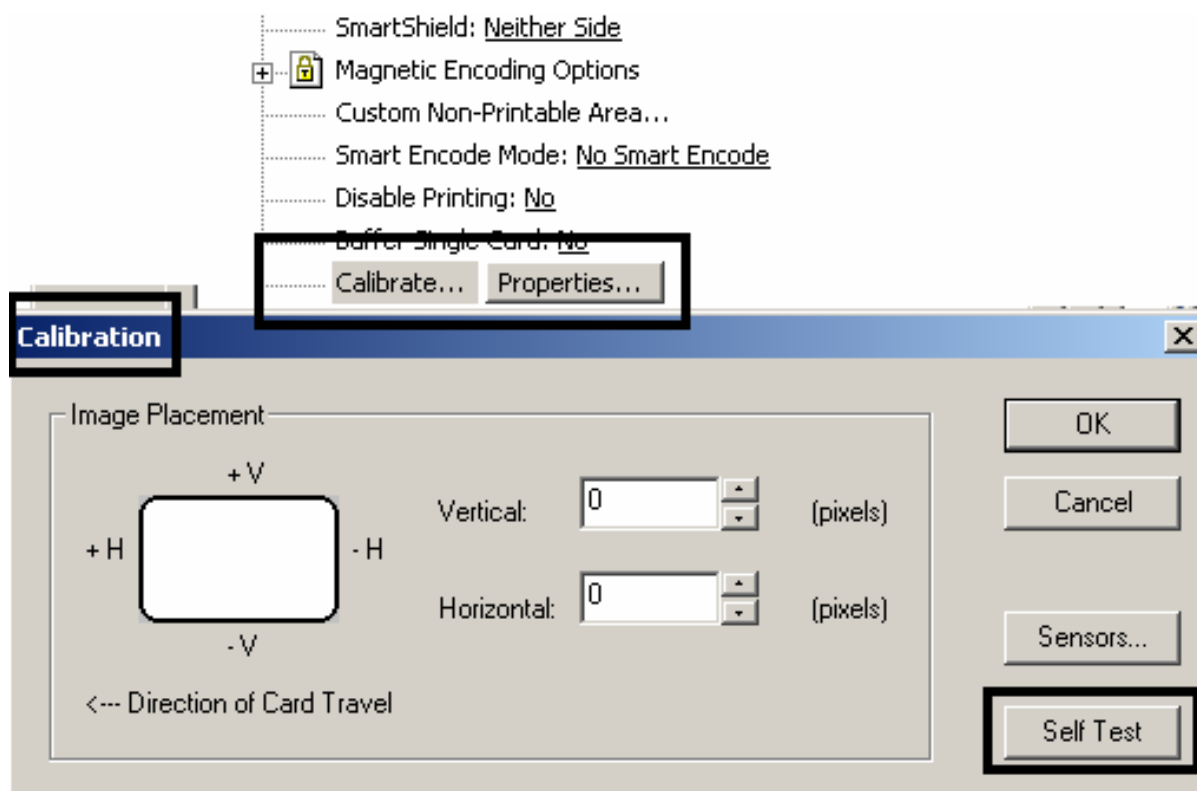 SmartShield: Neither Side
Magnetic Encoding Options
Custom Non-Printable Area...
Smart Encode Mode: No Smart Encode
Disable Printing: No
Buffer Single Card: No
Calibrate... Properties...
Calibration
Image Placement
+ V
+ H
- H
- V
<--- Direction of Card Travel
Vertical: 0 (pixels)
Horizontal: 0 (pixels)
OK
Cancel
Sensors...
Self Test